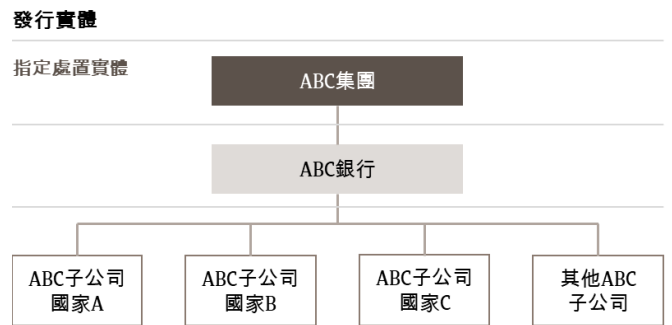 發行實體
指定處置實體
ABC集團
ABC銀行
ABC子公司
國家A
ABC子公司
國家B
ABC子公司
國家C
其他ABC
子公司